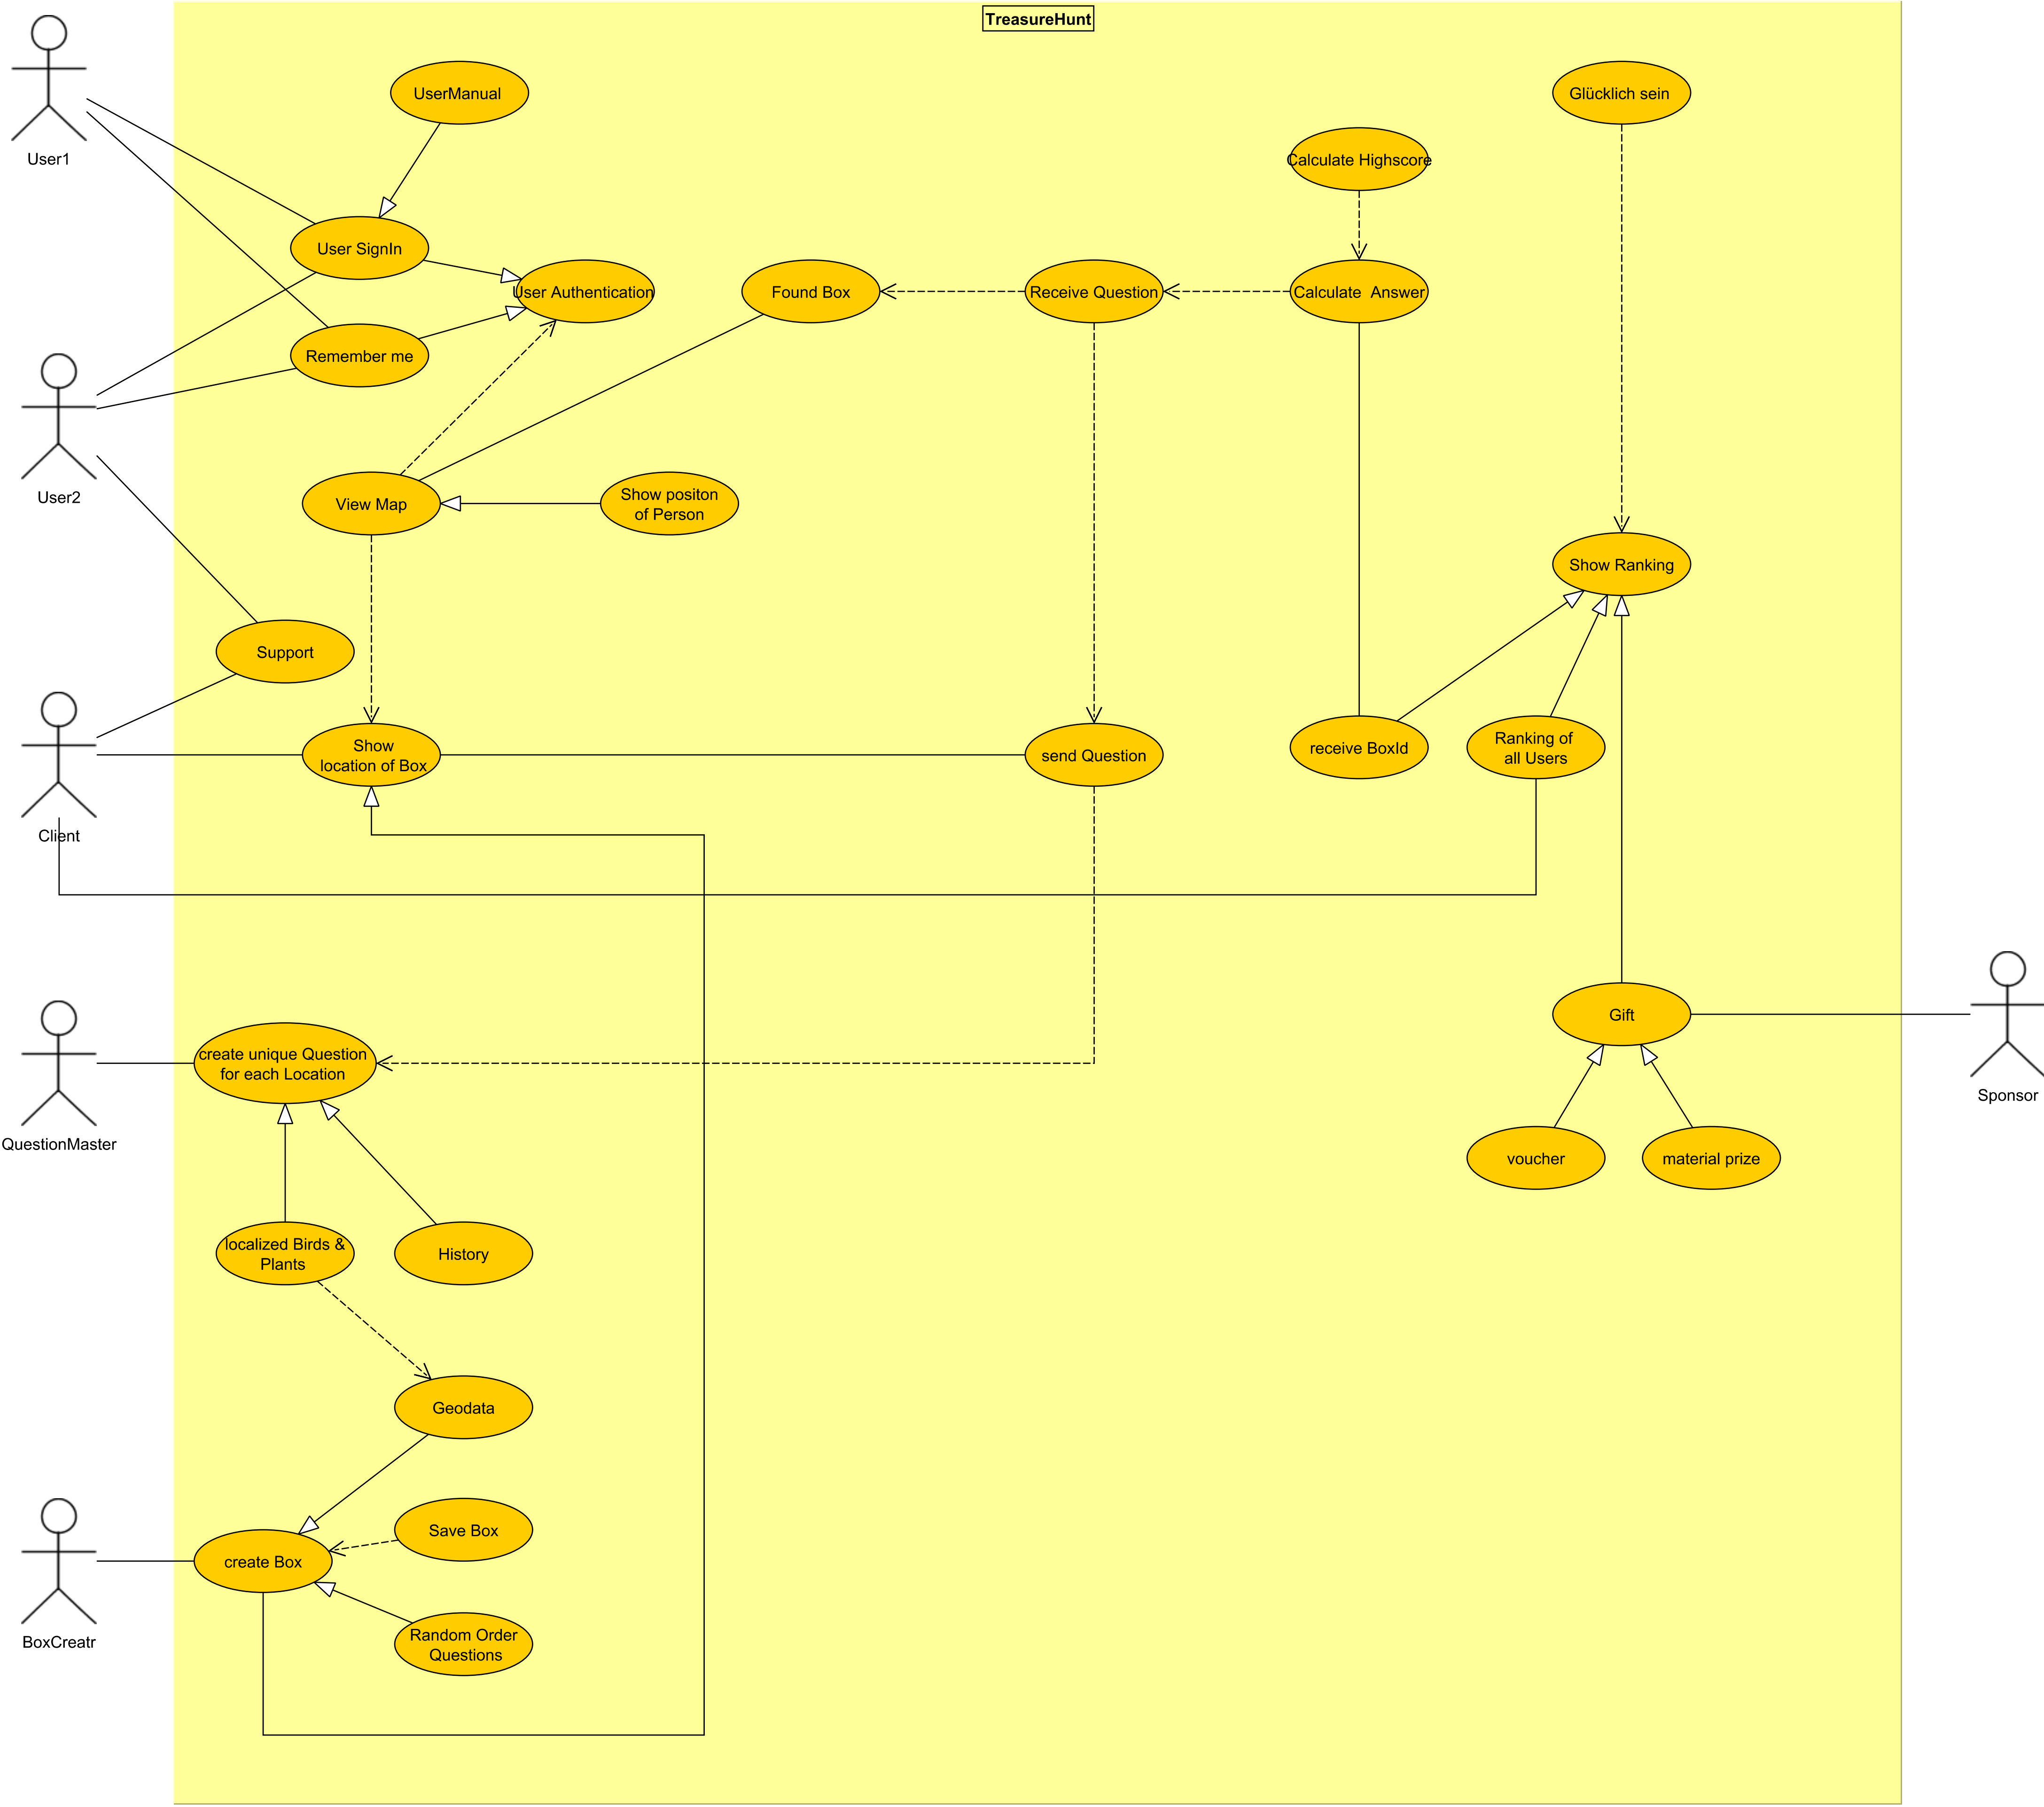 TreasureHunt
User1
UserManual
Glücklich sein
Calculate Highscore
User SignIn
User Authentication
Found Box
Receive Question
Calculate  Answer
Remember me
User2
View Map
Show positon
of Person
Show Ranking
Support
Client
Show
location of Box
send Question
receive BoxId
Ranking of
all Users
QuestionMaster
create unique Question
for each Location
Gift
Sponsor
voucher
material prize
localized Birds &
Plants
History
Geodata
Save Box
BoxCreatr
create Box
Random Order
Questions